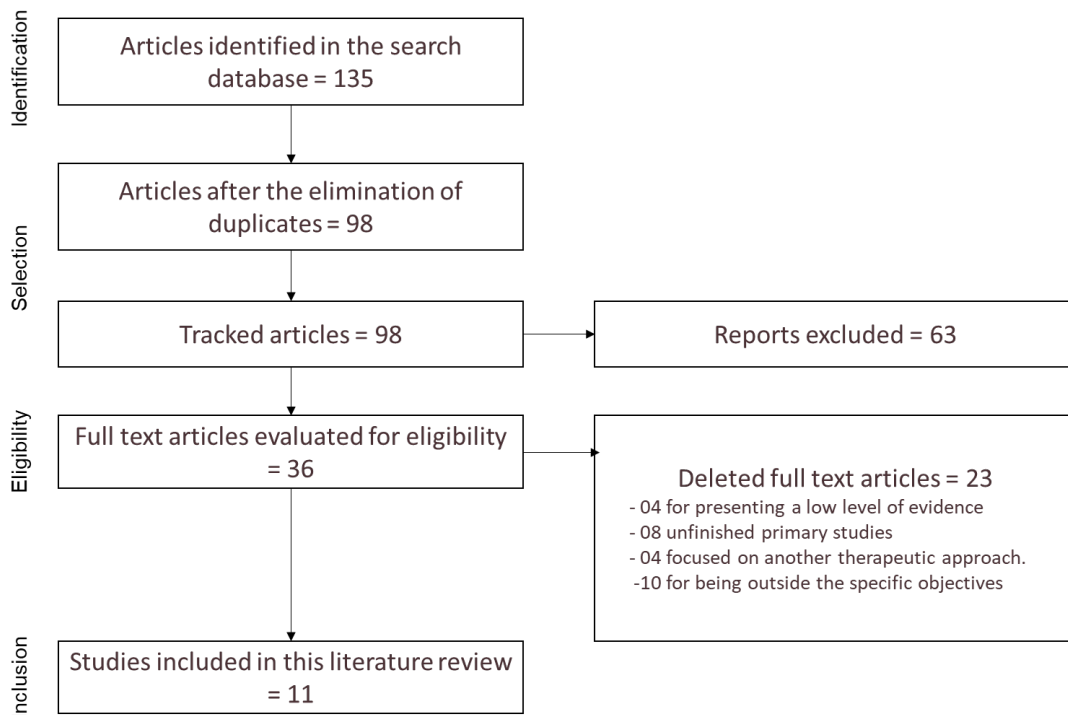 Identification
Articles identified in the search
database = 135
Articles after the elimination of
duplicates = 98
Selection
Tracked articles = 98
Reports excluded = 63
Eligibility
Full text articles evaluated for eligibility
= 36
Deleted full text articles = 23
- 04 for presenting a low level of evidence
- 08 unfinished primary studies
- 04 focused on another therapeutic approach.
-10 for being outside the specific objectives
nclusion
Studies included in this literature review
= 11